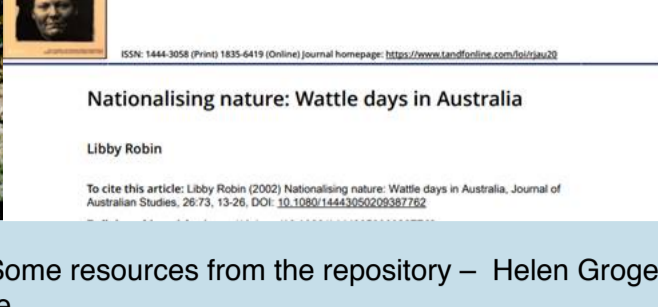 ISSN: 1444-3058 (Print) 1835-6419 (Online) Journal homepage: https://www.tandfonline.com/loi/rjau20
Nationalising nature: Wattle days in Australia
Libby Robin
To cite this article: Libby Robin (2002) Nationalising nature: Wattle days in Australia, Journal of
Australian Studies, 26:73, 13-26, DOI: 10.1080/14443050209387762
Some resources from the repository – Helen Groge